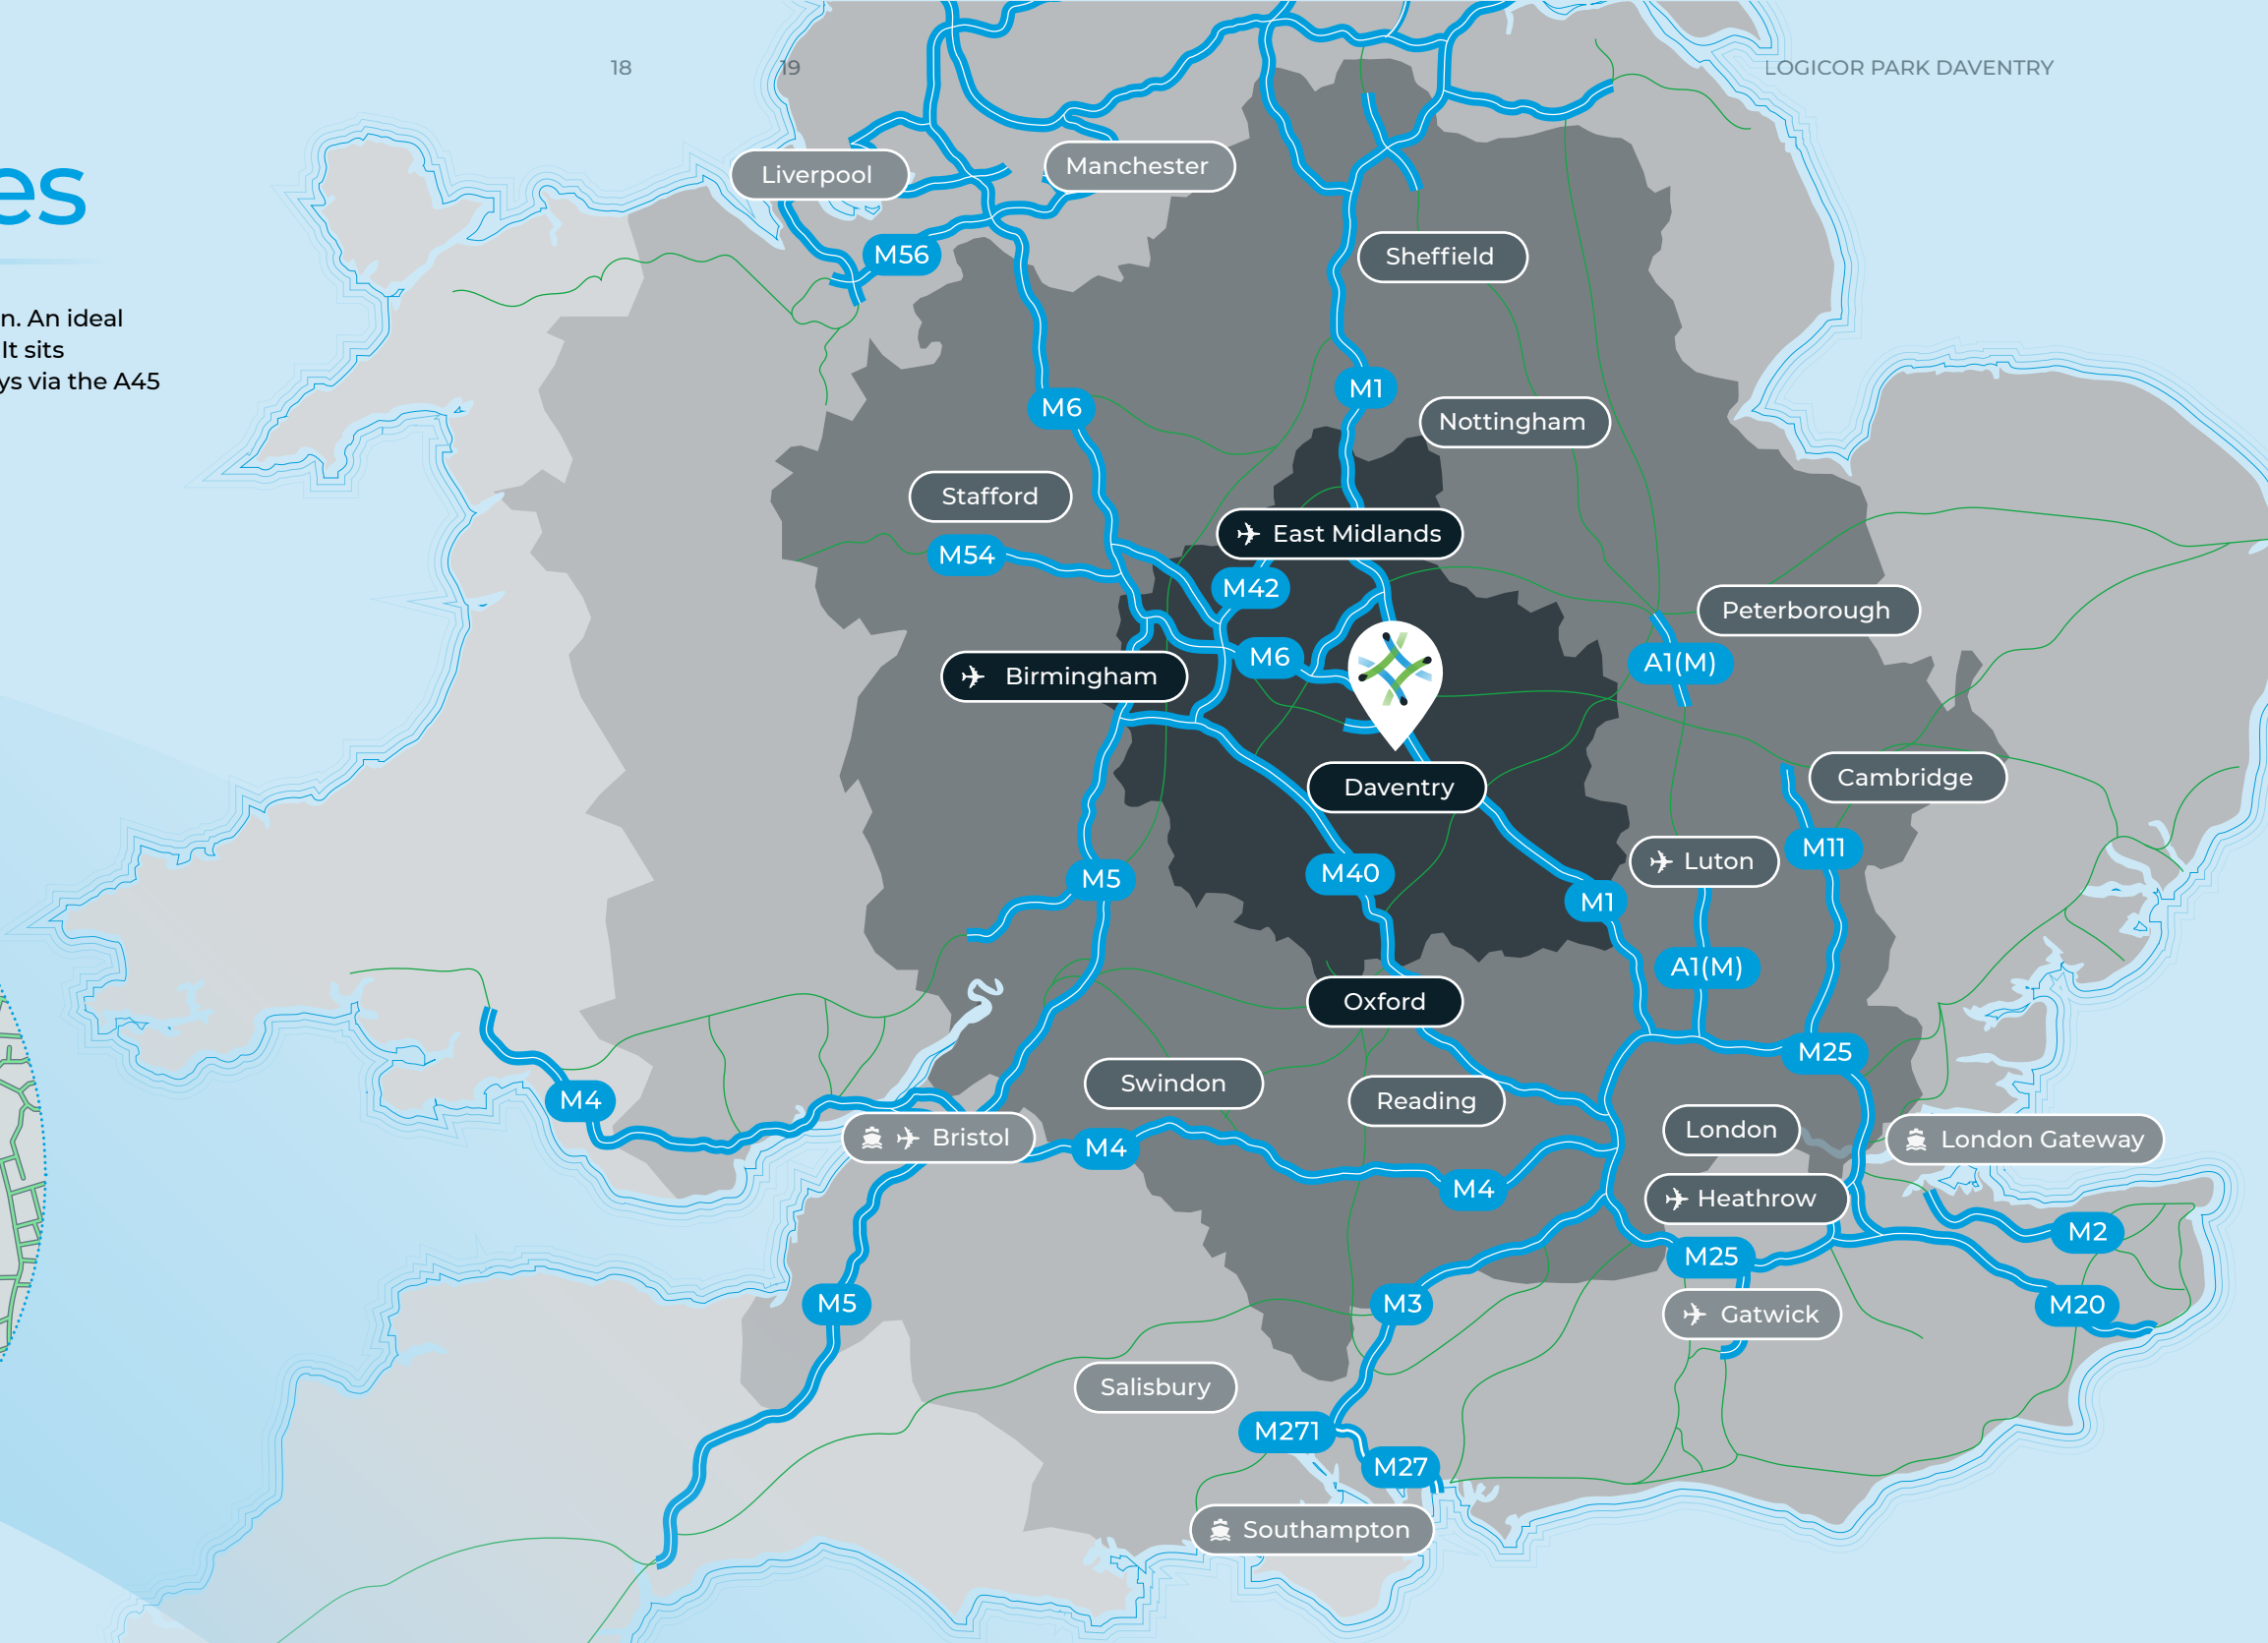 18
19
LOGICOR PARK DAVENTRY
es
n. An ideal
It sits
ys via the A45
Liverpool
Manchester
M56
Sheffield
M6
M1
Nottingham
Stafford
East Midlands
M54
M42
Peterborough
M6
A1(M)
Birmingham
Cambridge
Daventry
M11
Luton
M5
M40
M1
A1(M)
Oxford
M25
Swindon
Reading
M4
London
Bristol
London Gateway
M4
M4
Heathrow
M2
M25
M5
M3
Gatwick
M20
Salisbury
M271
M27
Southampton